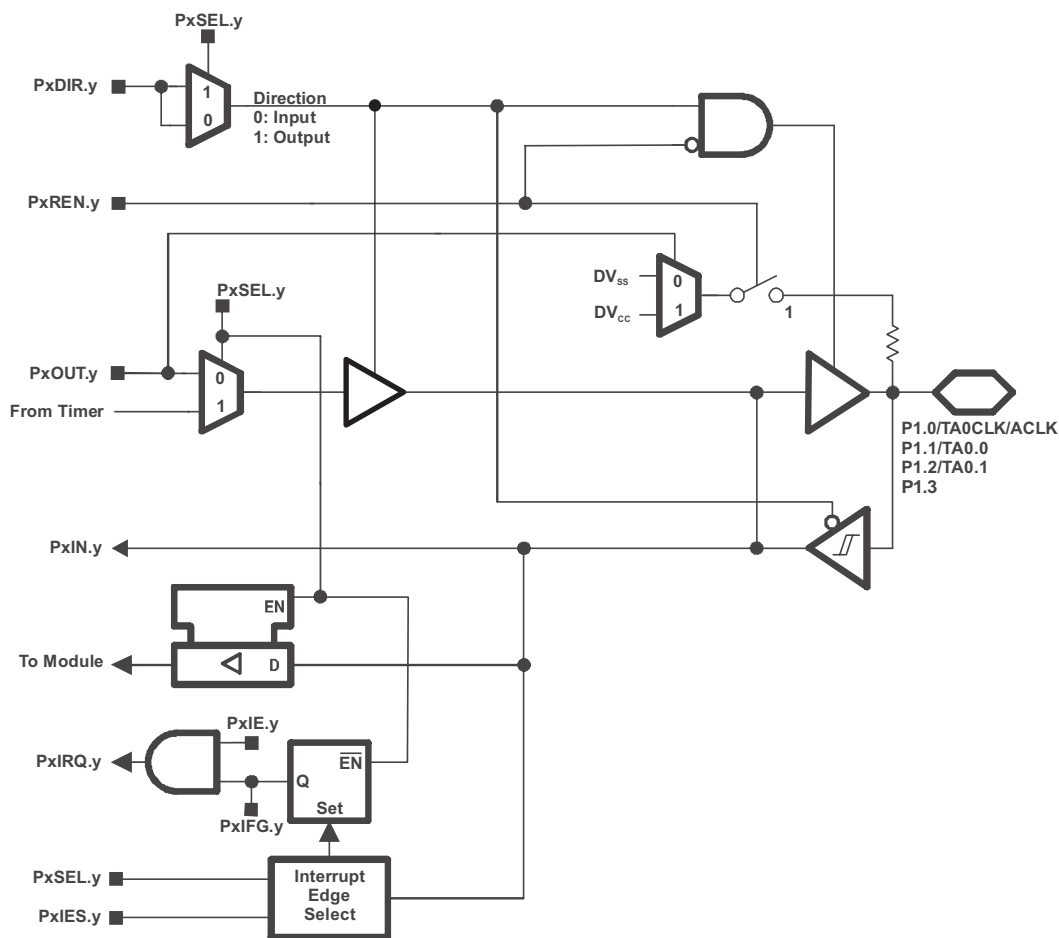 PxSEL.y
PxDIR.y
1
0
Direction
0: Input
1: Output
PxREN.y
DVSS
DVCC
0
1
1
PxSEL.y
PxOUT.y
0
1
From Timer
P1.0/TA0CLK/ACLK
P1.1/TA0.0
P1.2/TA0.1
P1.3
PxIN.y
EN
To Module
D
PxIE.y
PxIRQ.y
EN
Q
Set
PxIFG.y
PxSEL.y
PxIES.y
Interrupt
Edge
Select